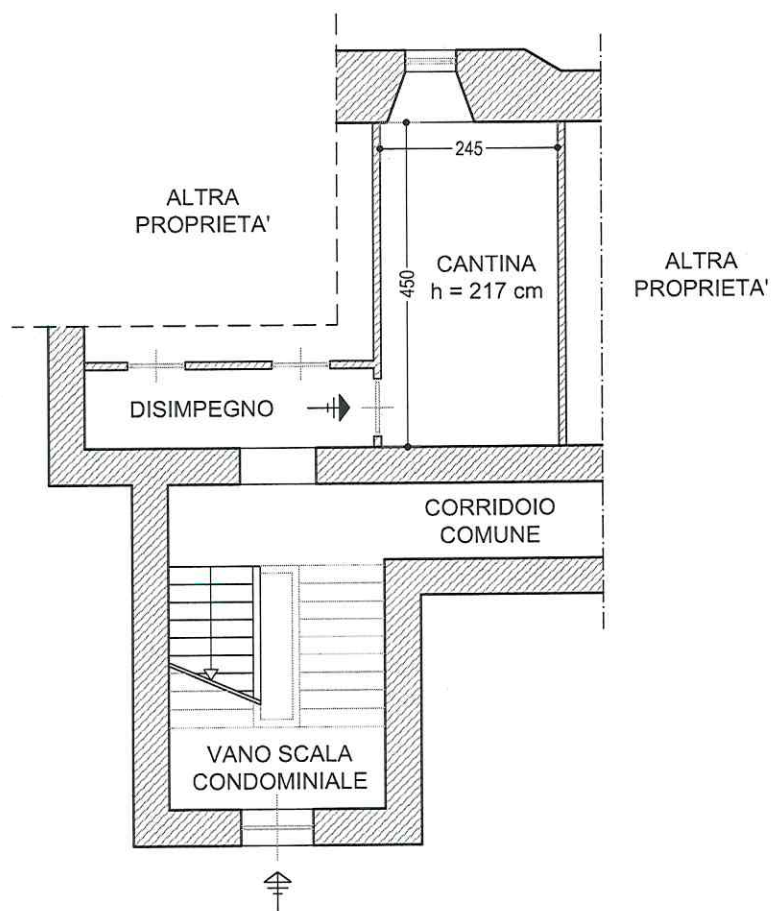 245
ALTRA
PROPRIETA'
450
CANTINA
h = 217 cm
ALTRA
PROPRIETA'
DISIMPEGNO
CORRIDOIO
COMUNE
VANO SCALA
CONDOMINIALE